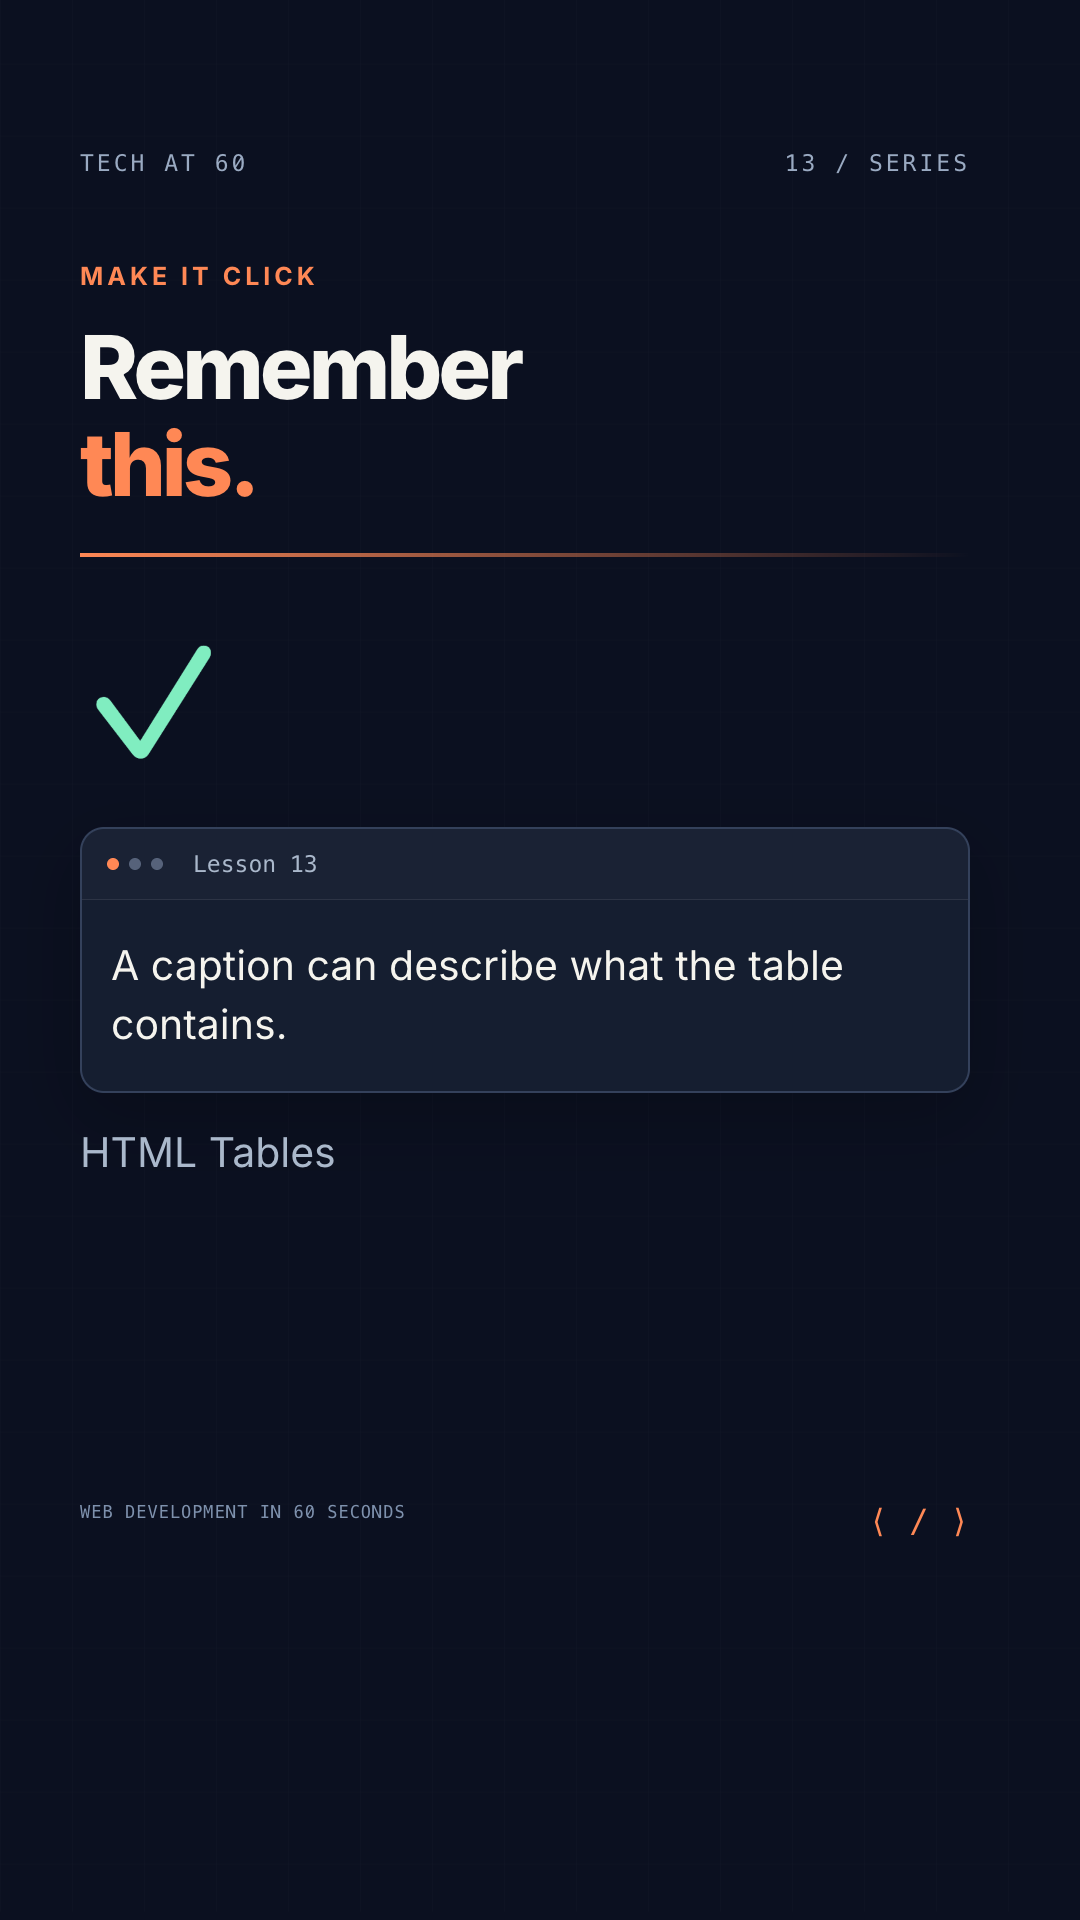 TECH AT 60
13 / SERIES
MAKE IT CLICK
Remember
this.
Lesson 13
A caption can describe what the table
contains.
HTML Tables
WEB DEVELOPMENT IN 60 SECONDS
⟨ / ⟩